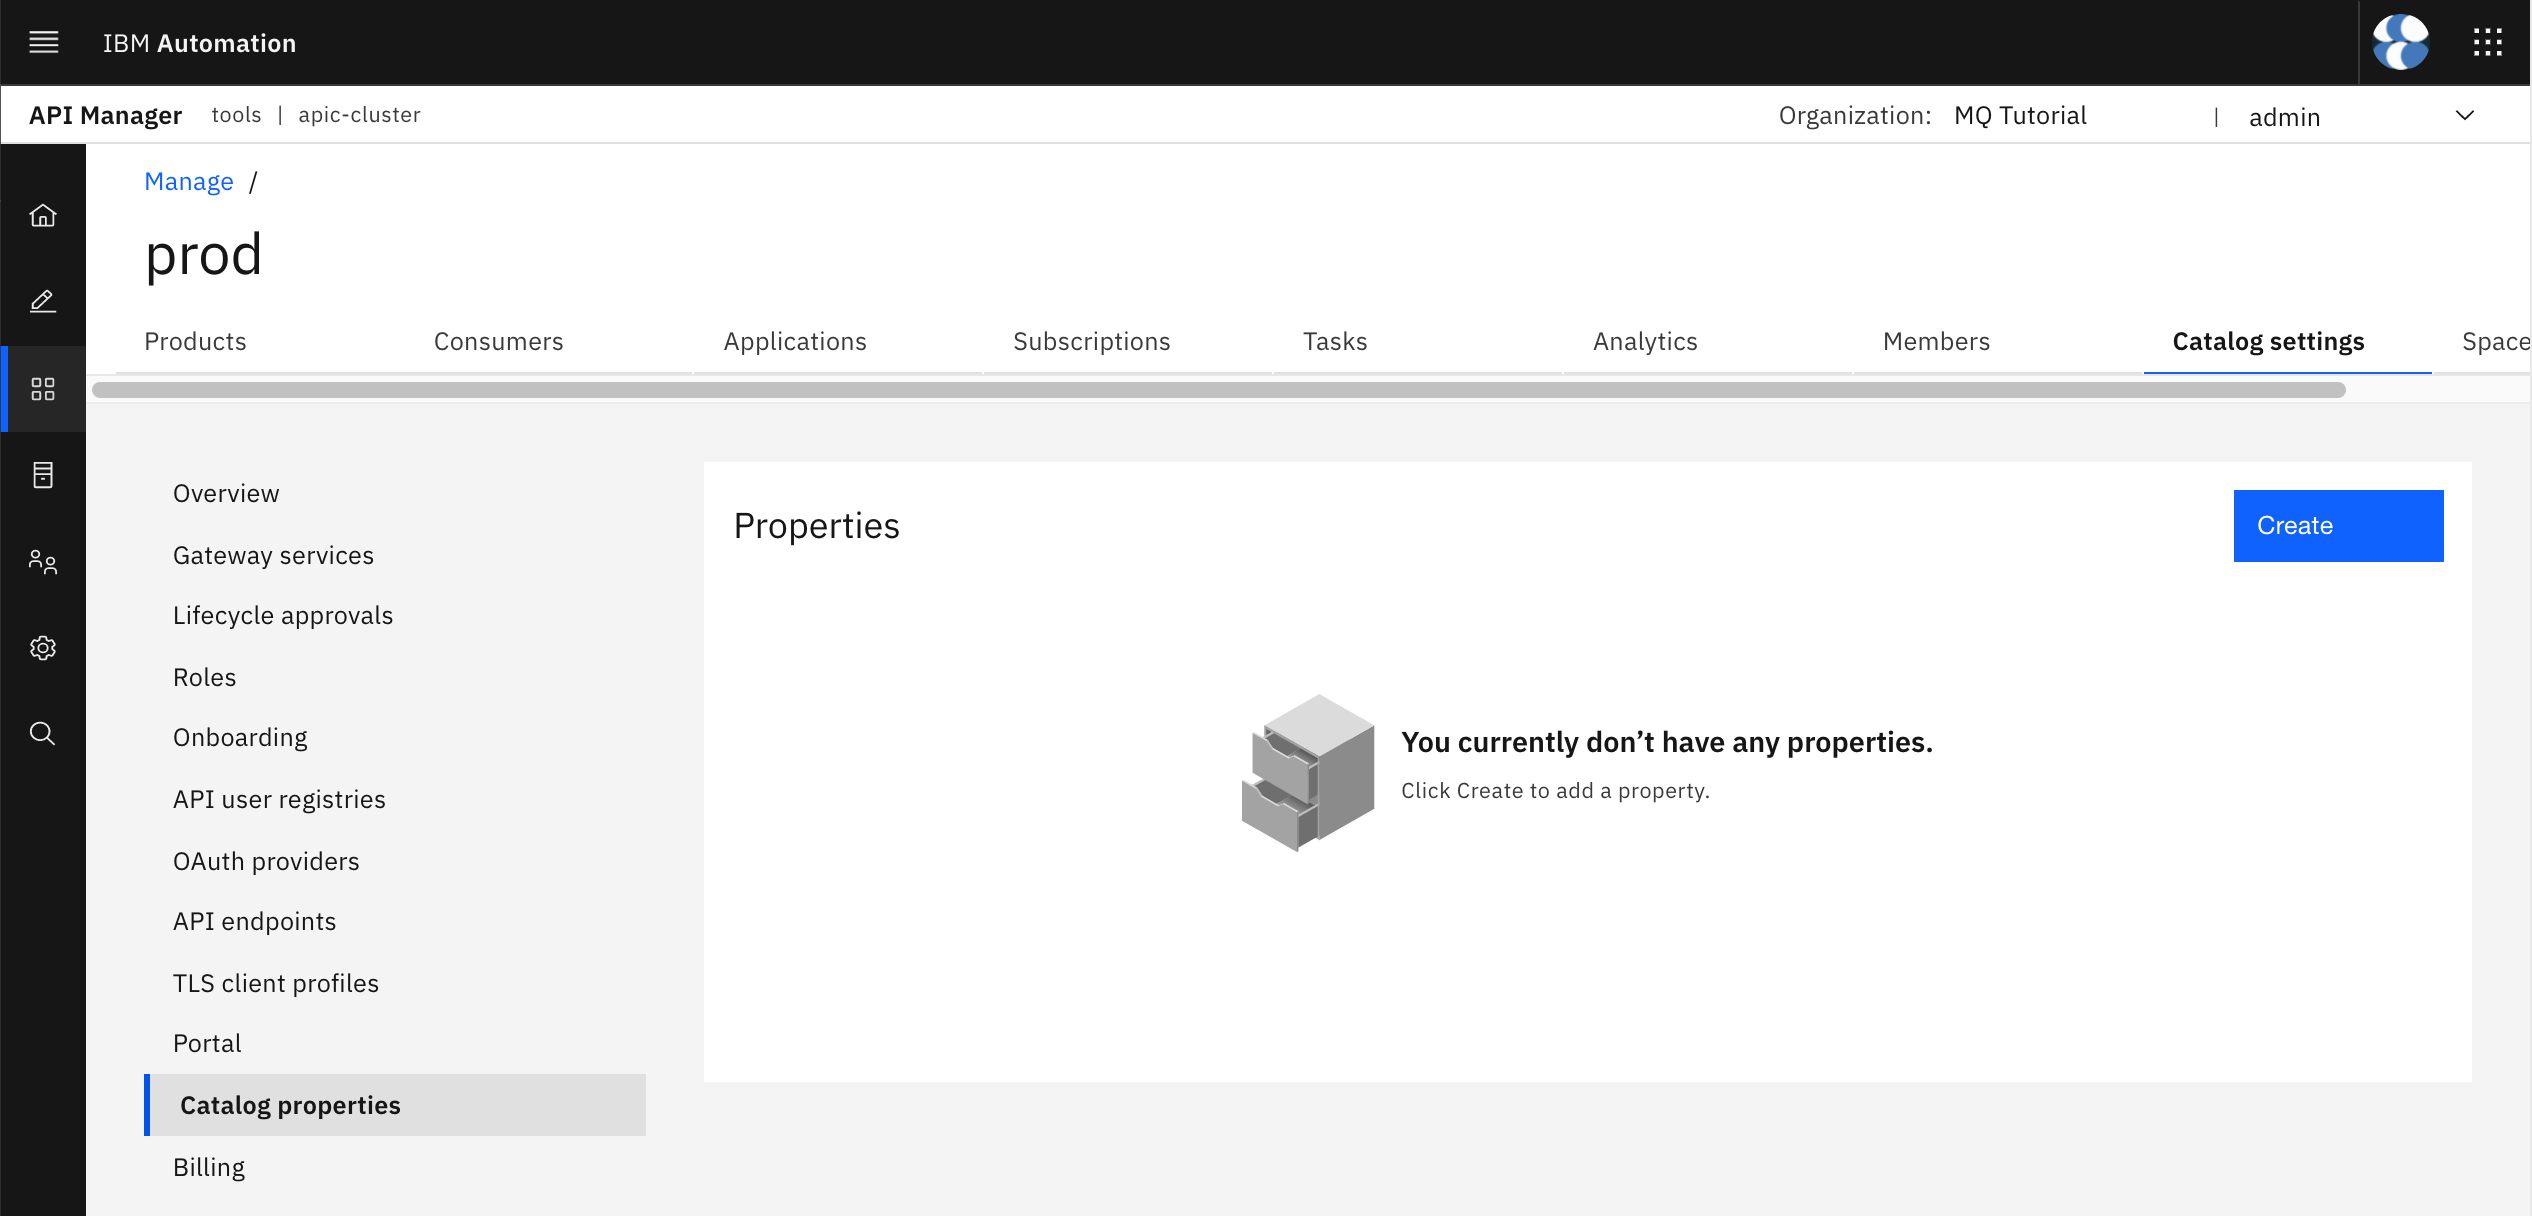 IBM Automation
API Manager tools | apic-cluster Organization: MQ Tutorial | admin
Manage /
prod
Products Consumers Applications Subscriptions Tasks Analytics Members Catalog settings Space
Overview
Gateway services
Lifecycle approvals
Roles
Onboarding
API user registries
OAuth providers
API endpoints
TLS client profiles
Portal
Catalog properties
Billing
Properties
Create
You currently don’t have any properties.
Click Create to add a property.